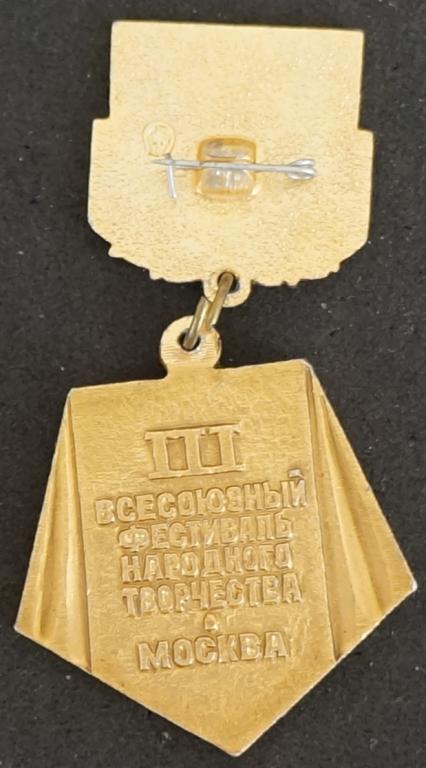 III
ВСЕСОЮЗНЫЙ
ФЕСТИВАЛЬ
НАРОДНОГО
ТВОРЧЕСТВА
МОСКВА